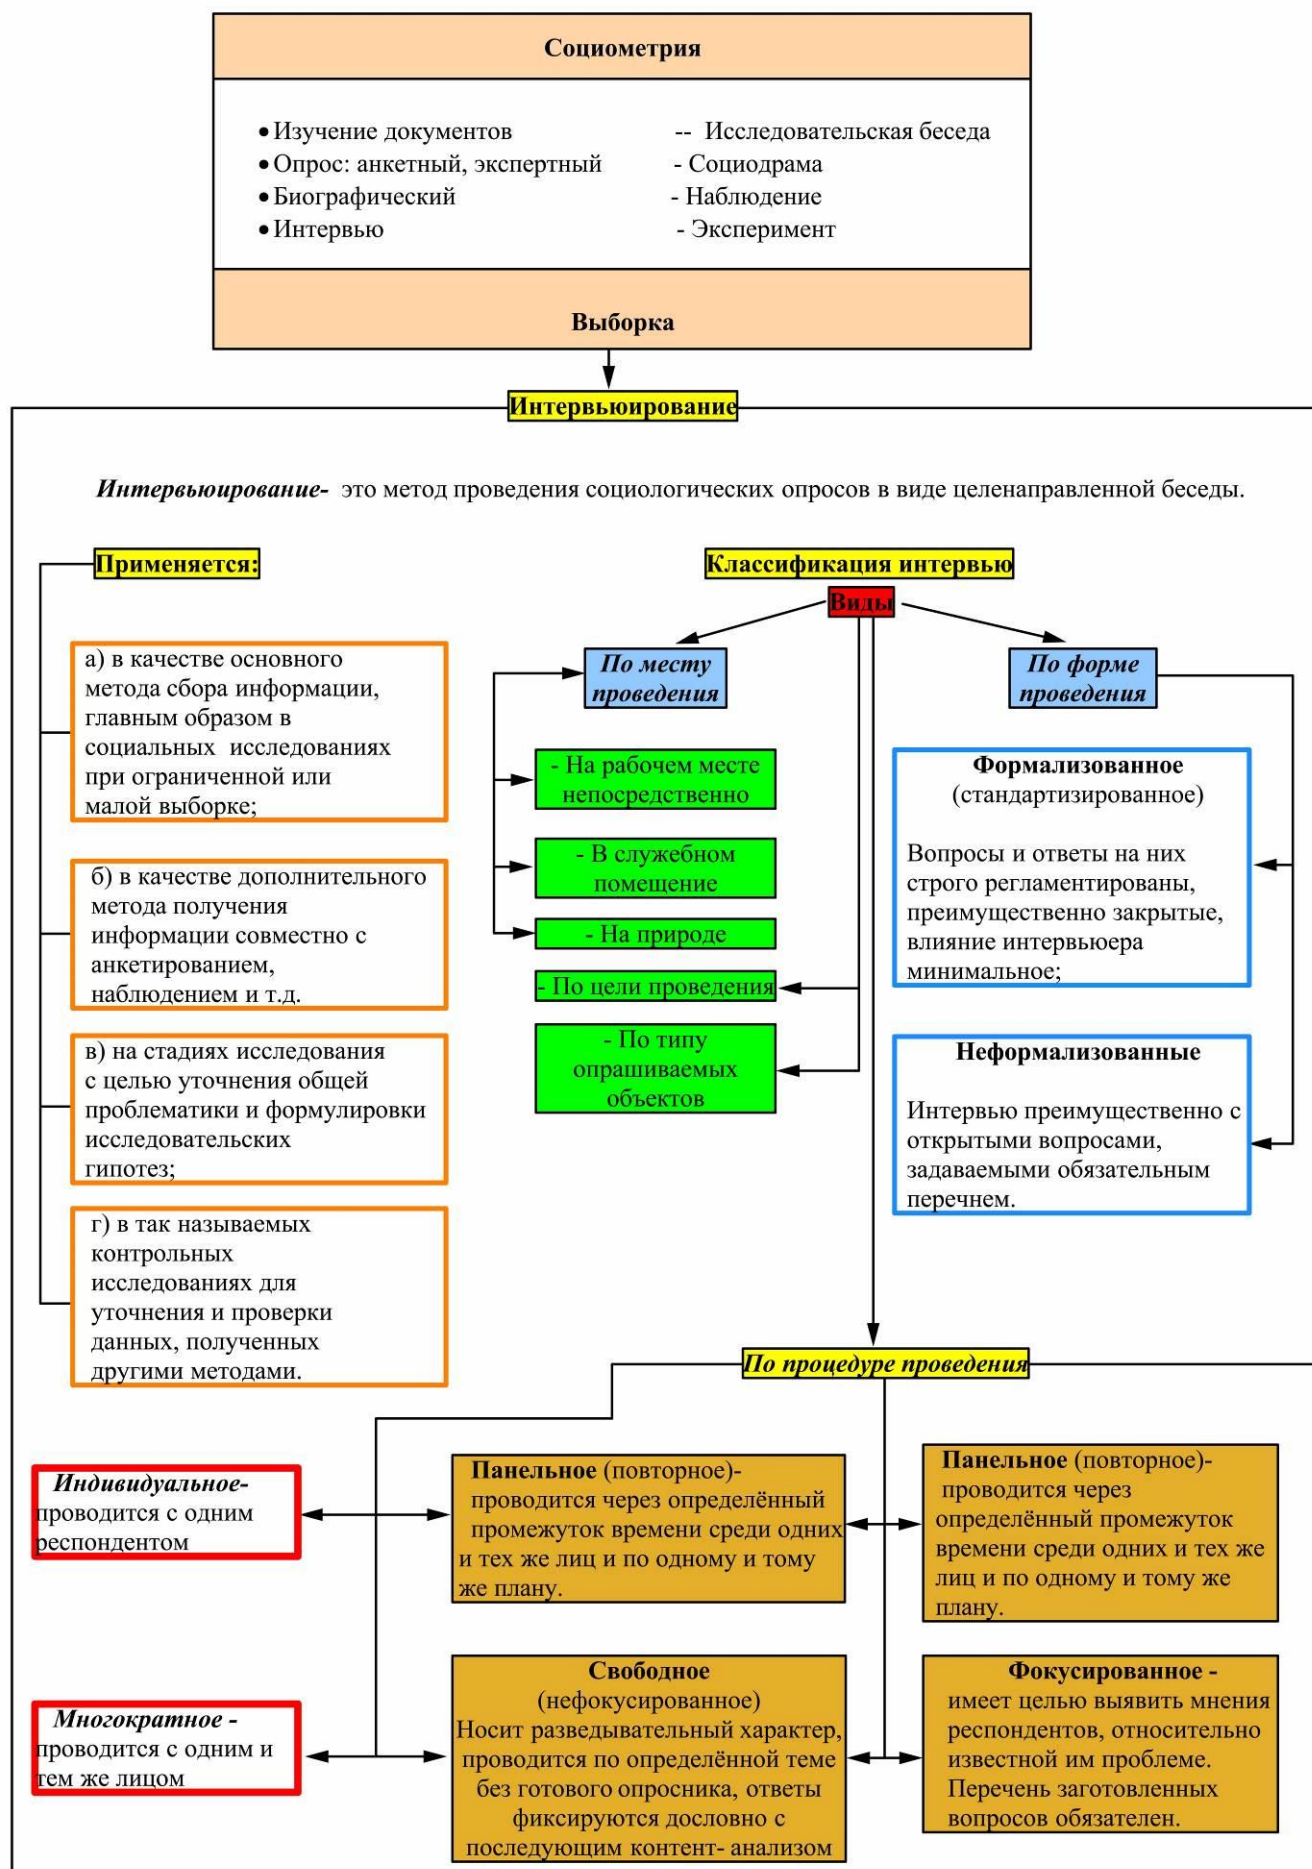 Социометрия
• Изучение документов -- Исследовательская беседа
• Опрос: анкетный, экспертный - Социодрама
• Биографический - Наблюдение
• Интервью - Эксперимент
Выборка
Интервьюирование
Интервьюирование- это метод проведения социологических опросов в виде целенаправленной беседы.
Применяется:
а) в качестве основного
метода сбора информации,
главным образом в
социальных исследованиях
при ограниченной или
малой выборке;
б) в качестве дополнительного
метода получения
информации совместно с
анкетированием,
наблюдением и т.д.
в) на стадиях исследования
с целью уточнения общей
проблематики и формулировки
исследовательских
гипотез;
г) в так называемых
контрольных
исследованиях для
уточнения и проверки
данных, полученных
другими методами.
Классификация интервью
Виды
По месту
проведения
- На рабочем месте
непосредственно
- В служебном
помещение
- На природе
- По цели проведения
- По типу
опрашиваемых
объектов
По форме
проведения
Формализованное
(стандартизированное)
Вопросы и ответы на них
строго регламентированы,
преимущественно закрытые,
влияние интервьюера
минимальное;
Неформализованные
Интервью преимущественно с
открытыми вопросами,
задаваемыми обязательным
перечнем.
По процедуре проведения
Индивидуальное-
проводится с одним
респондентом
Панельное (повторное)-
проводится через определённый
промежуток времени среди одних
и тех же лиц и по одному и тому
же плану.
Панельное (повторное)-
проводится через
определённый промежуток
времени среди одних и тех же
лиц и по одному и тому же
плану.
Многократное -
проводится с одним и
тем же лицом
Свободное
(нефокусированное)
Носит разведывательный характер,
проводится по определённой теме
без готового опросника, ответы
фиксируются дословно с
последующим контент- анализом
Фокусированное -
имеет целью выявить мнения
респондентов, относительно
известной им проблеме.
Перечень заготовленных
вопросов обязателен.